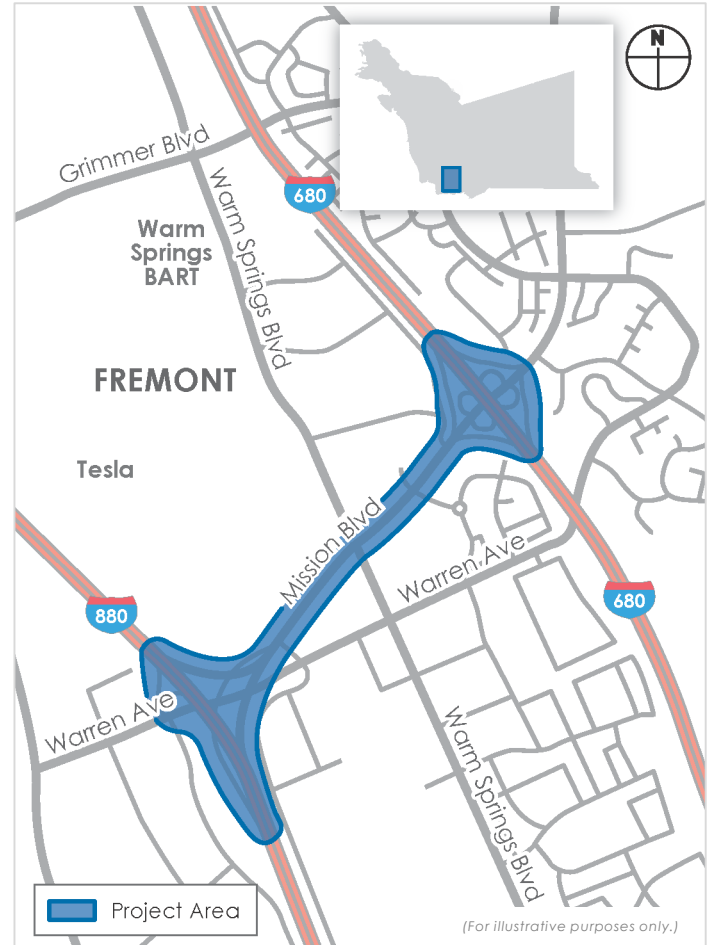 N
Grimmer Blvd
680
Warm Springs Blvd
Warm
Springs
BART
FREMONT
Tesla
Mission Blvd
Warren Ave
880
680
Warren Ave
Warm Springs Blvd
Project Area
(For illustrative purposes only.)